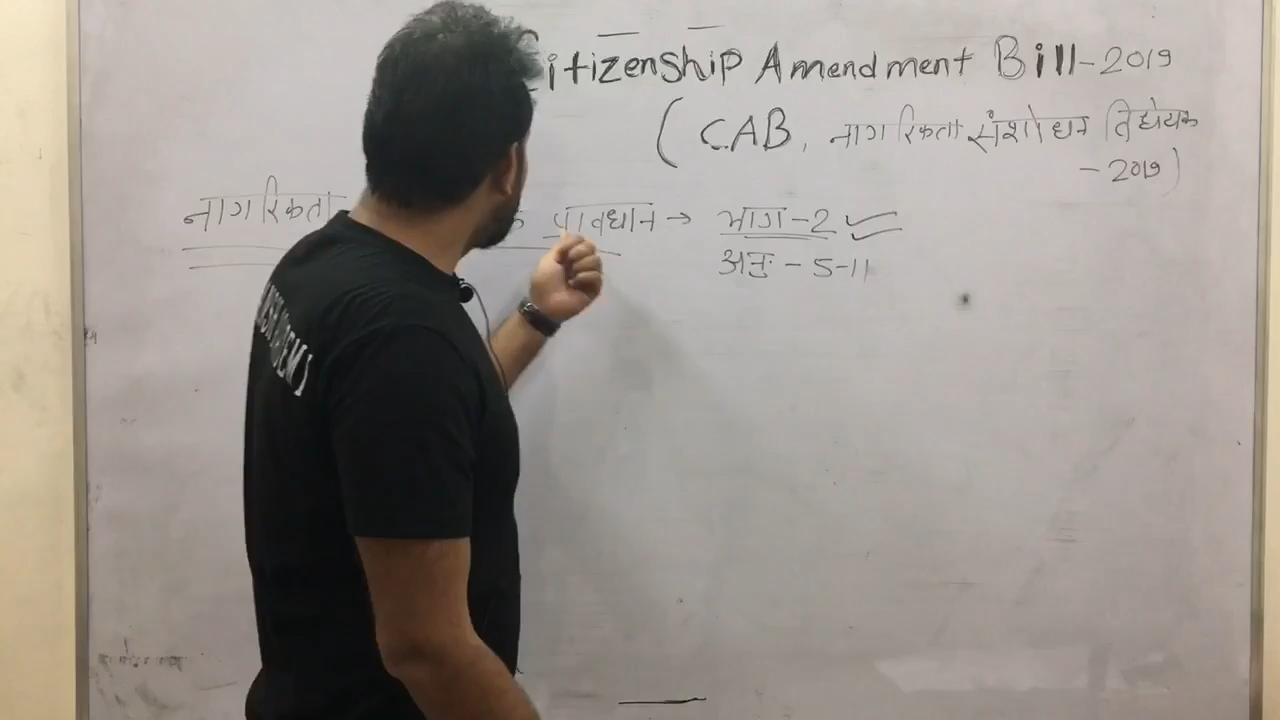 itizenship Amendment Bill-2019
(CAB, नागरिकता संशोधन विधेयक
-2019)
नागरिकता प्रावधान → भाग-2
अनु:- 5-11